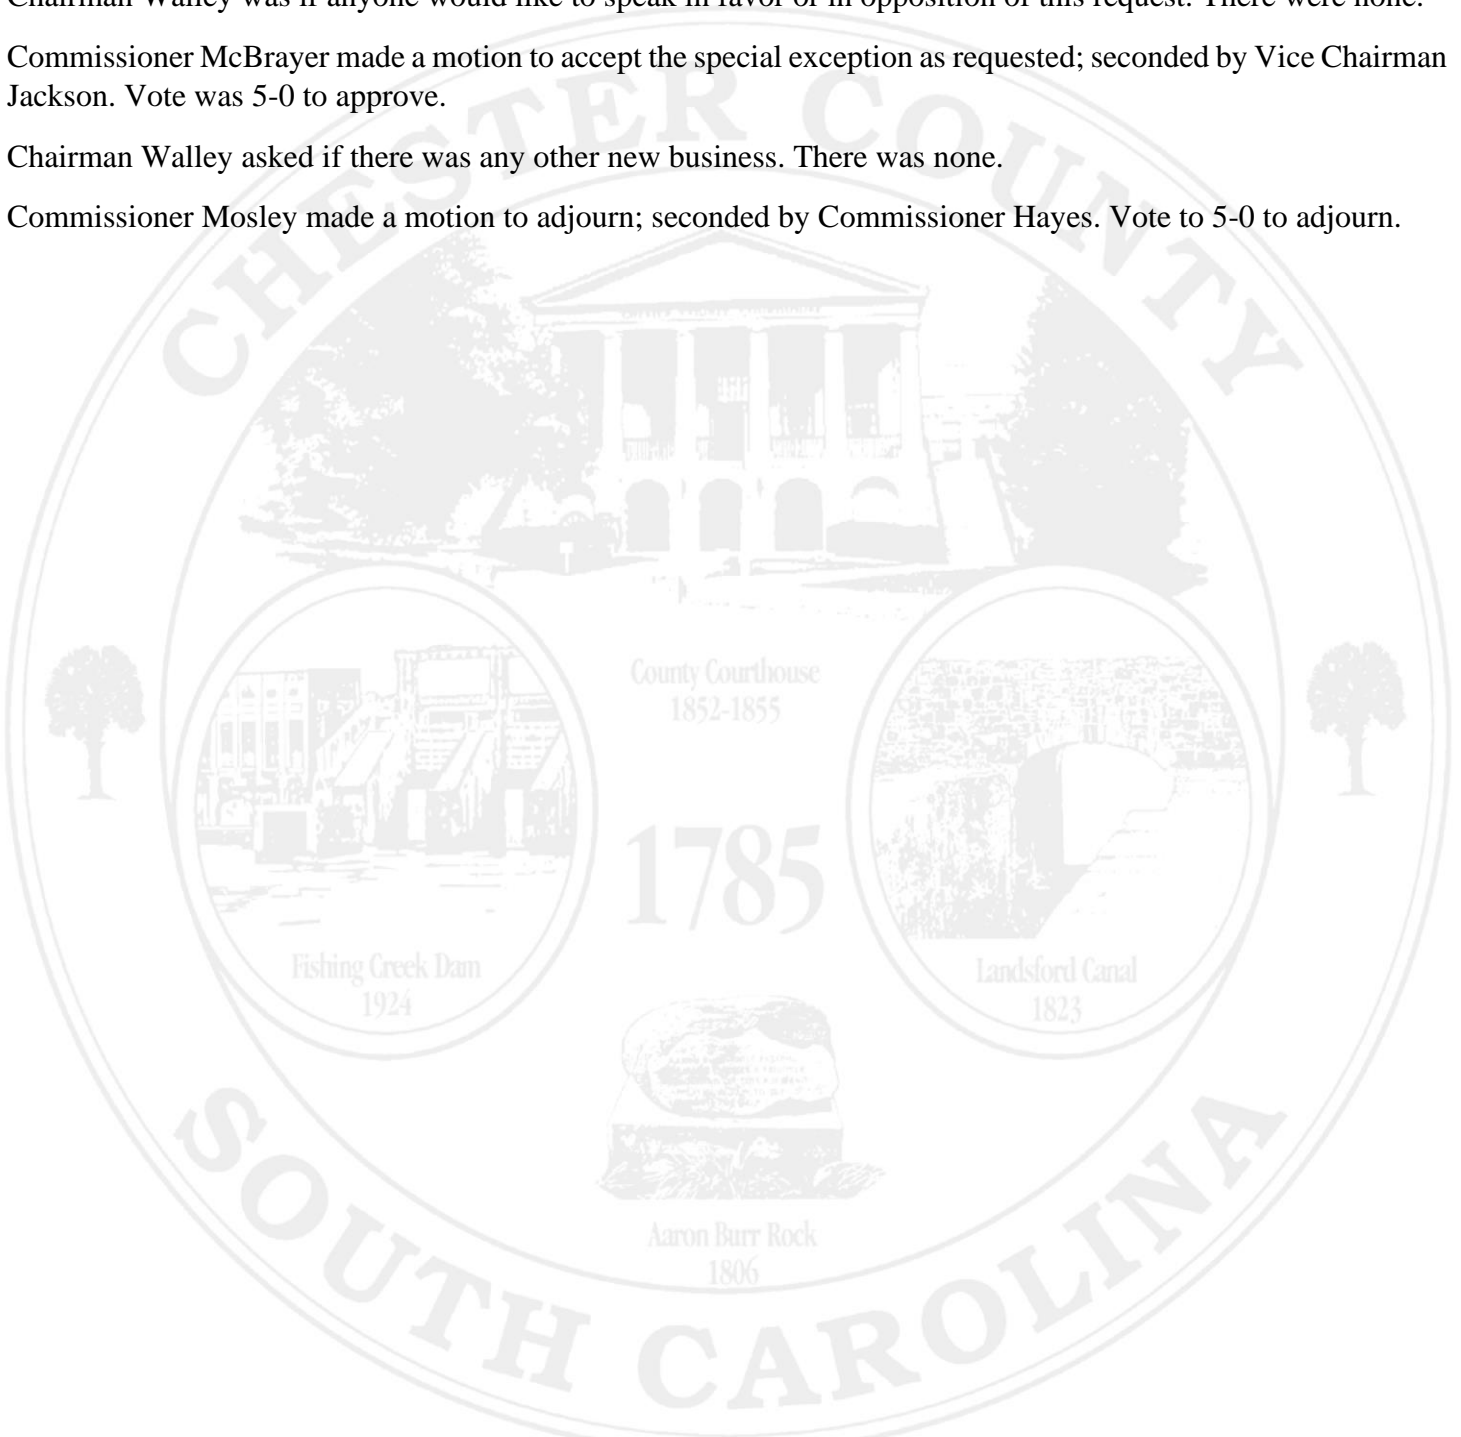 Chairman Walley was if anyone would like to speak in favor or in opposition of this request. There were none.
Commissioner McBrayer made a motion to accept the special exception as requested; seconded by Vice Chairman
Jackson. Vote was 5-0 to approve.
Chairman Walley asked if there was any other new business. There was none.
Commissioner Mosley made a motion to adjourn; seconded by Commissioner Hayes. Vote to 5-0 to adjourn.
CHESTER COUNTY
County Courthouse
1852-1855
1785
Fishing Creek Dam
1924
Landsford Canal
1823
Aaron Burr Rock
1806
SOUTH CAROLINA